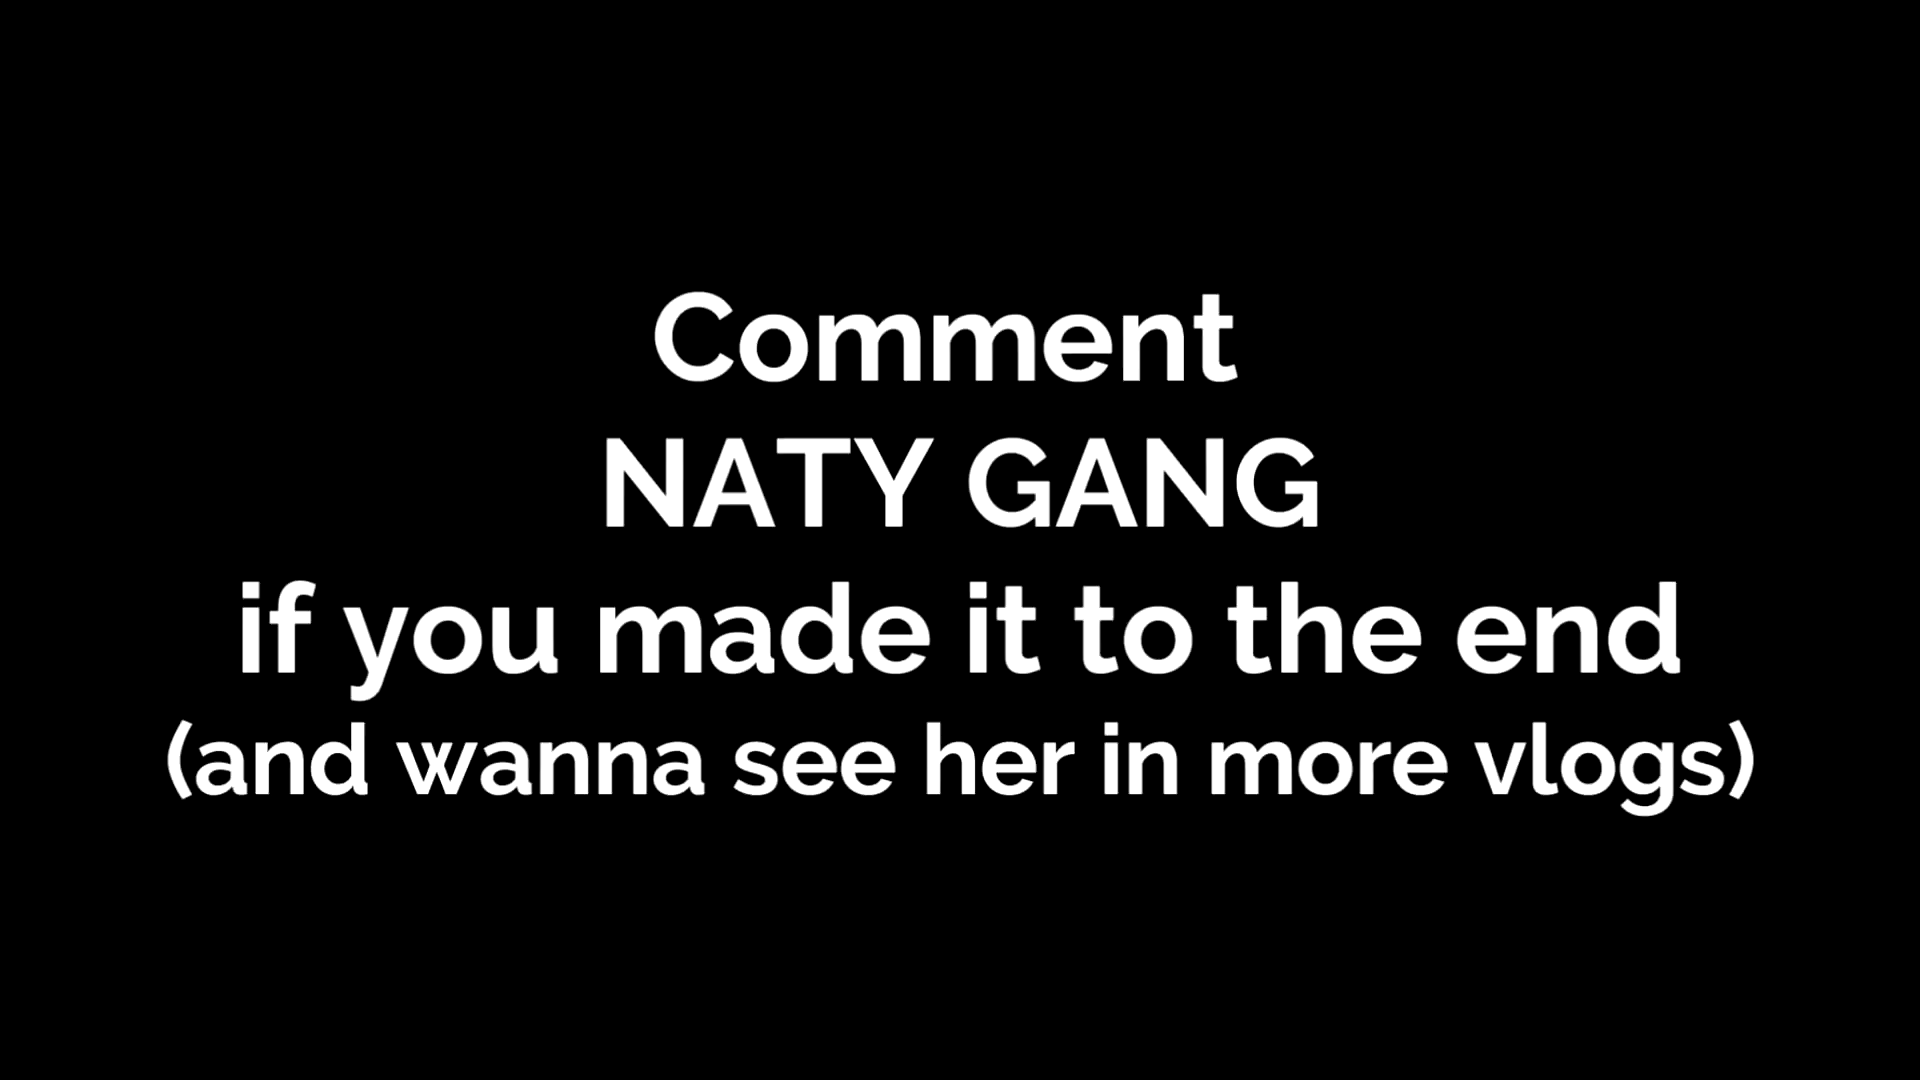 Comment
NATY GANG
if you made it to the end
(and wanna see her in more vlogs)